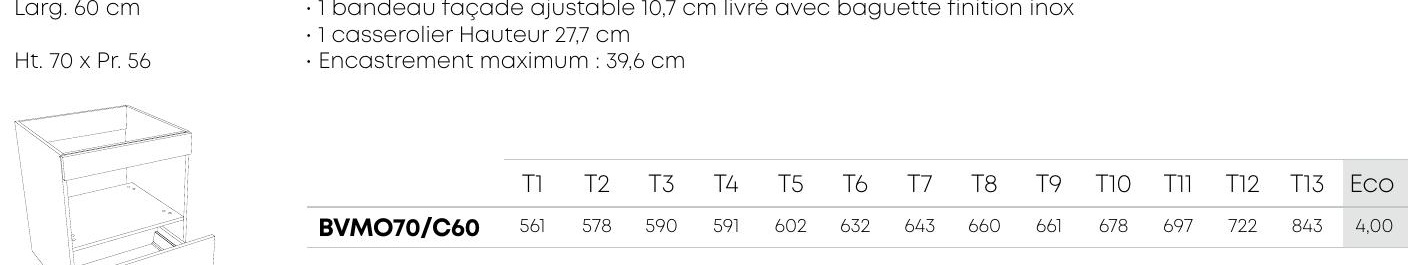 Larg. 60 cm
Ht. 70 x Pr. 56
· 1 bandeau façade ajustable 10,7 cm livré avec baguette finition inox
· 1 casserolier Hauteur 27,7 cm
· Encastrement maximum : 39,6 cm
T1 T2 T3 T4 T5 T6 T7 T8 T9 T10 T11 T12 T13 Eco
BVMO70/C60 561 578 590 591 602 632 643 660 661 678 697 722 843 4,00